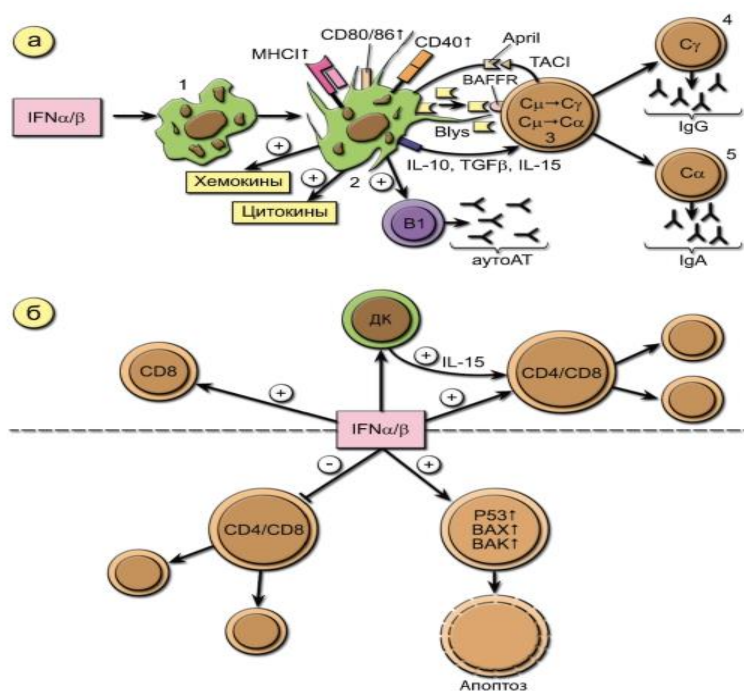 а
CD80/86↑
MHCI↑
CD40↑
April
TACI
BAFFR
Blys
IFNα/β
1
2
+
+
+
Хемокины
Цитокины
IL-10, TGFβ, IL-15
Cμ→Cγ
Cμ→Cα
3
4
Cγ
IgG
5
Cα
IgA
B1
аутоАТ
б
ДК
CD8
+
+
IL-15
+
CD4/CD8
IFNα/β
-
+
CD4/CD8
P53↑
BAX↑
BAK↑
Апоптоз